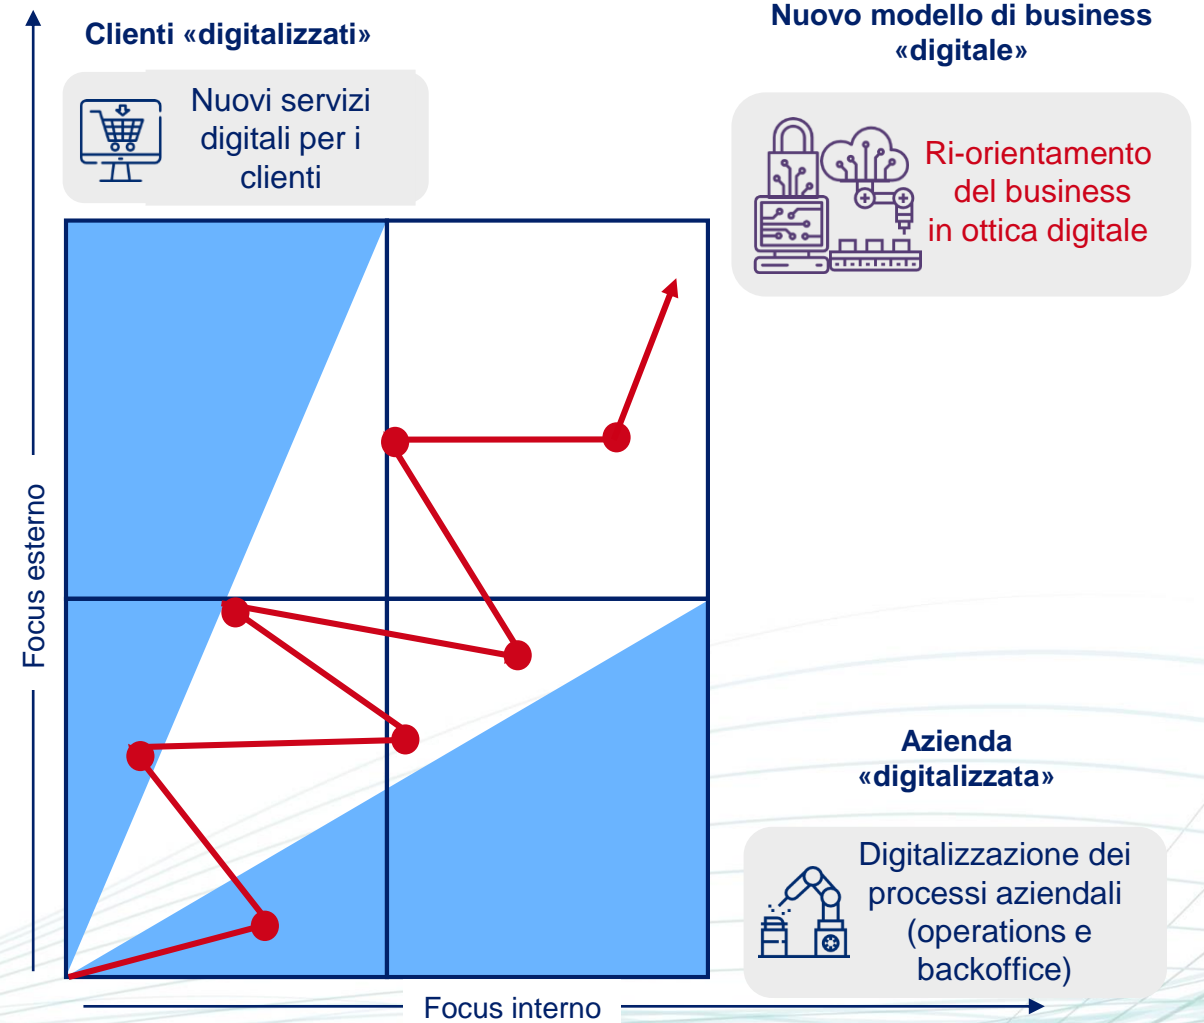 Clienti «digitalizzati»
Nuovi servizi
digitali per i
clienti
Nuovo modello di business
«digitale»
Ri-orientamento
del business
in ottica digitale
Focus esterno
Azienda
«digitalizzata»
Digitalizzazione dei
processi aziendali
(operations e
backoffice)
Focus interno